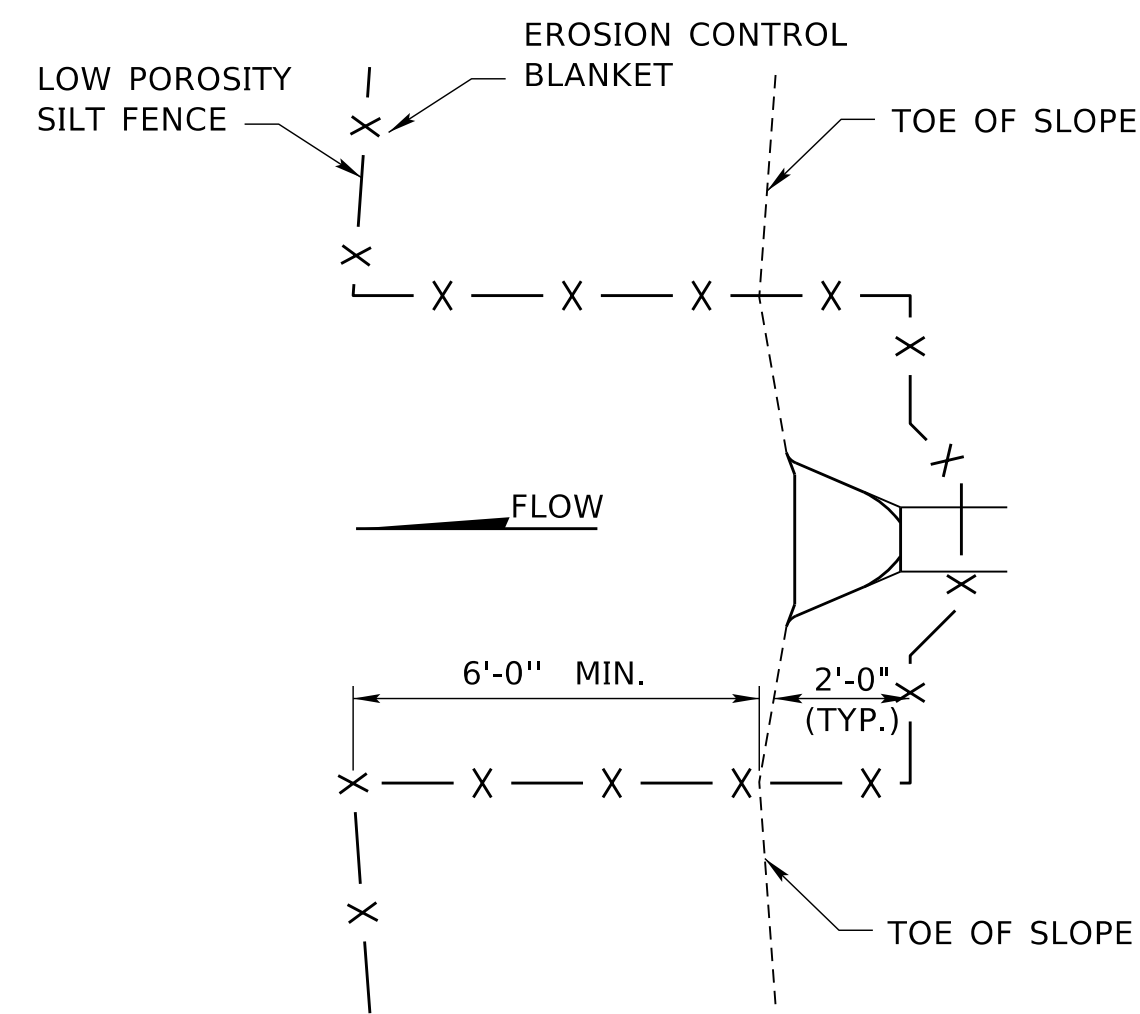 EROSION CONTROL
BLANKET
LOW POROSITY
SILT FENCE
TOE OF SLOPE
FLOW
6'-0'' MIN.
2'-0"
(TYP.)
TOE OF SLOPE